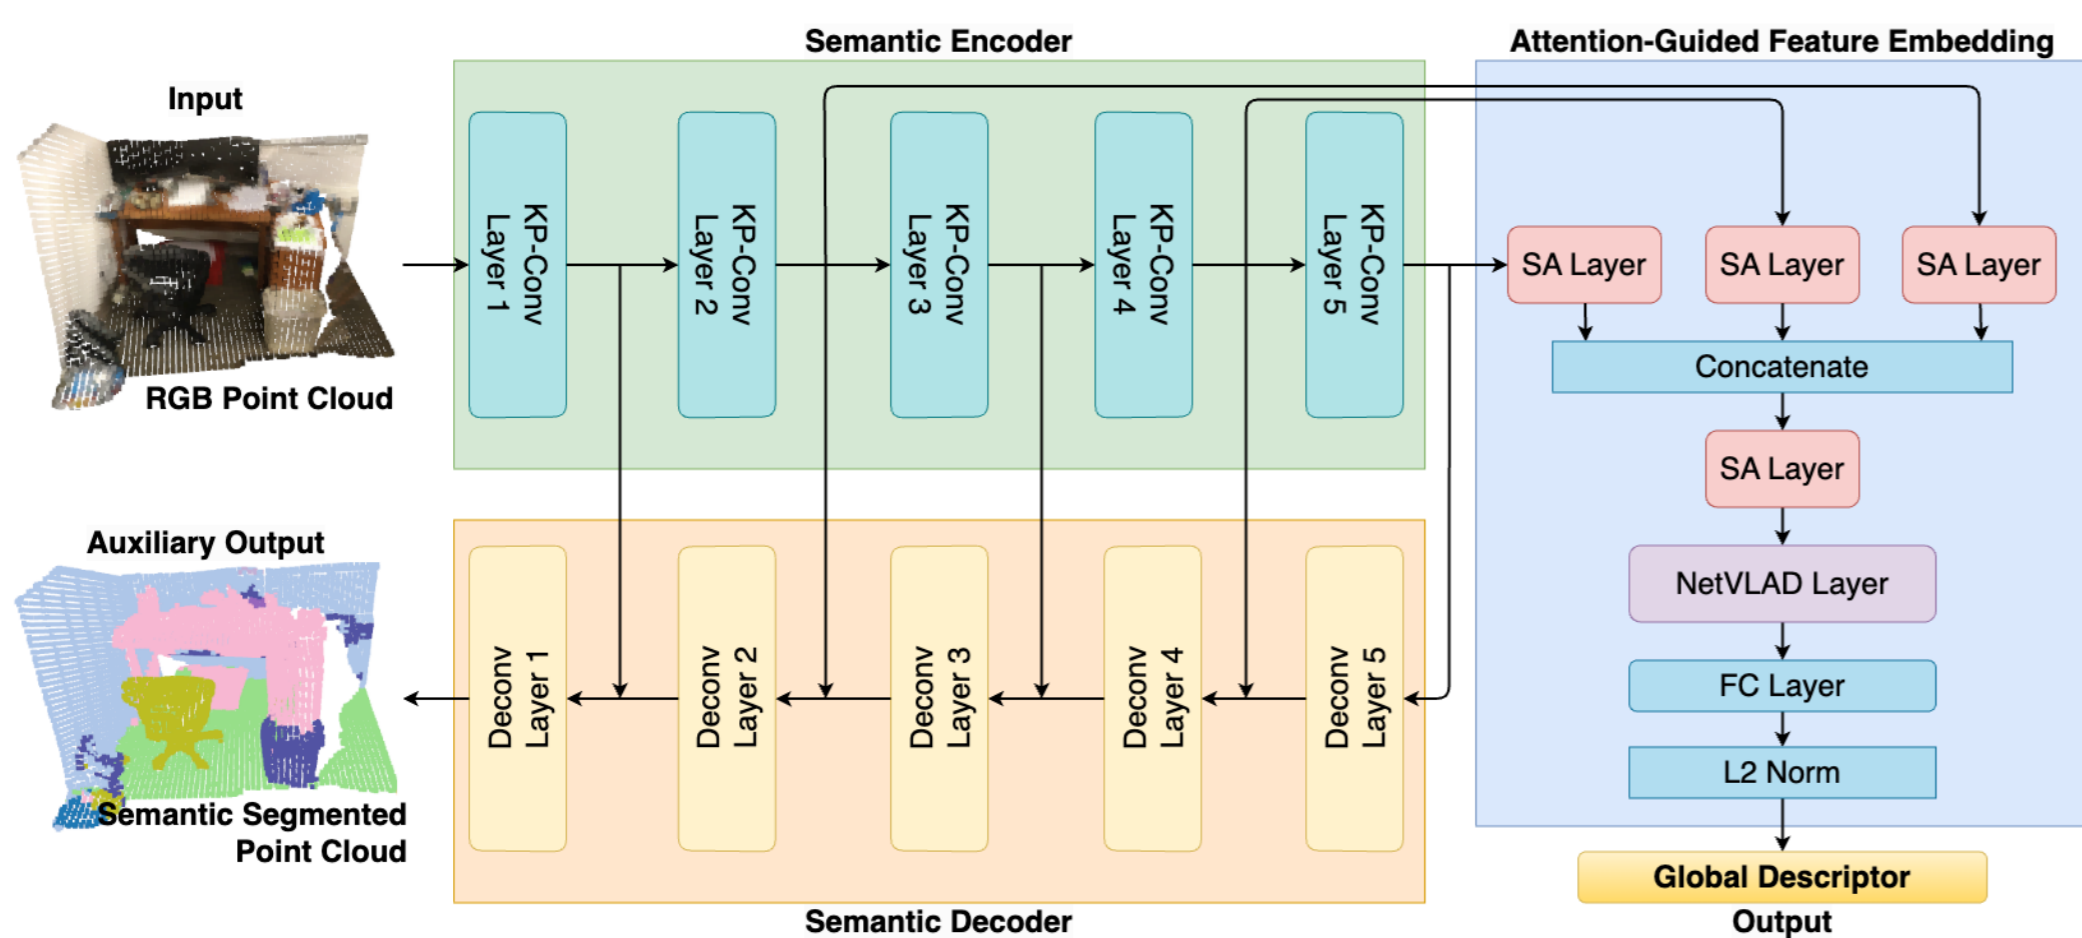 Semantic Encoder
Attention-Guided Feature Embedding
Input
RGB Point Cloud
KP-Conv
Layer 1
KP-Conv
Layer 2
KP-Conv
Layer 3
KP-Conv
Layer 4
KP-Conv
Layer 5
SA Layer
SA Layer
SA Layer
Concatenate
SA Layer
NetVLAD Layer
FC Layer
L2 Norm
Global Descriptor
Output
Auxiliary Output
Semantic Segmented
Point Cloud
Deconv
Layer 1
Deconv
Layer 2
Deconv
Layer 3
Deconv
Layer 4
Deconv
Layer 5
Semantic Decoder